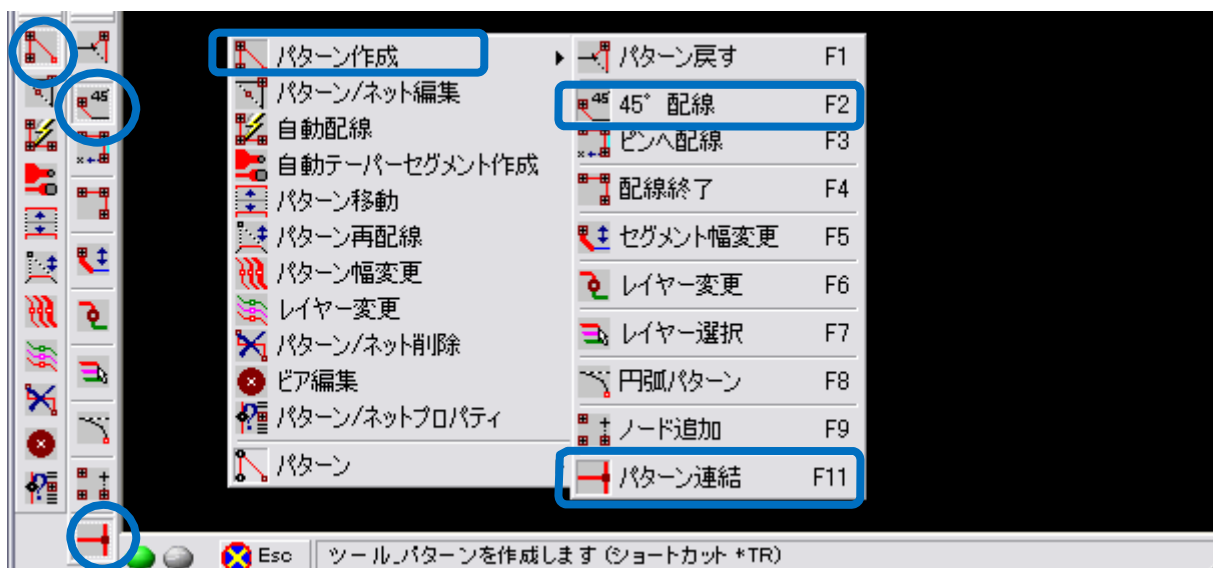 45
パターン作成
パターン/ネット編集
自動配線
自動テーパーセグメント作成
パターン移動
パターン再配線
パターン幅変更
レイヤー変更
パターン/ネット削除
ビア編集
パターン/ネットプロパティ
パターン
パターン戻す F1
45 45° 配線 F2
ピンへ配線 F3
配線終了 F4
セグメント幅変更 F5
レイヤー変更 F6
レイヤー選択 F7
円弧パターン F8
ノード追加 F9
パターン連結 F11
Esc ツール_パターンを作成します (ショートカット *TR)